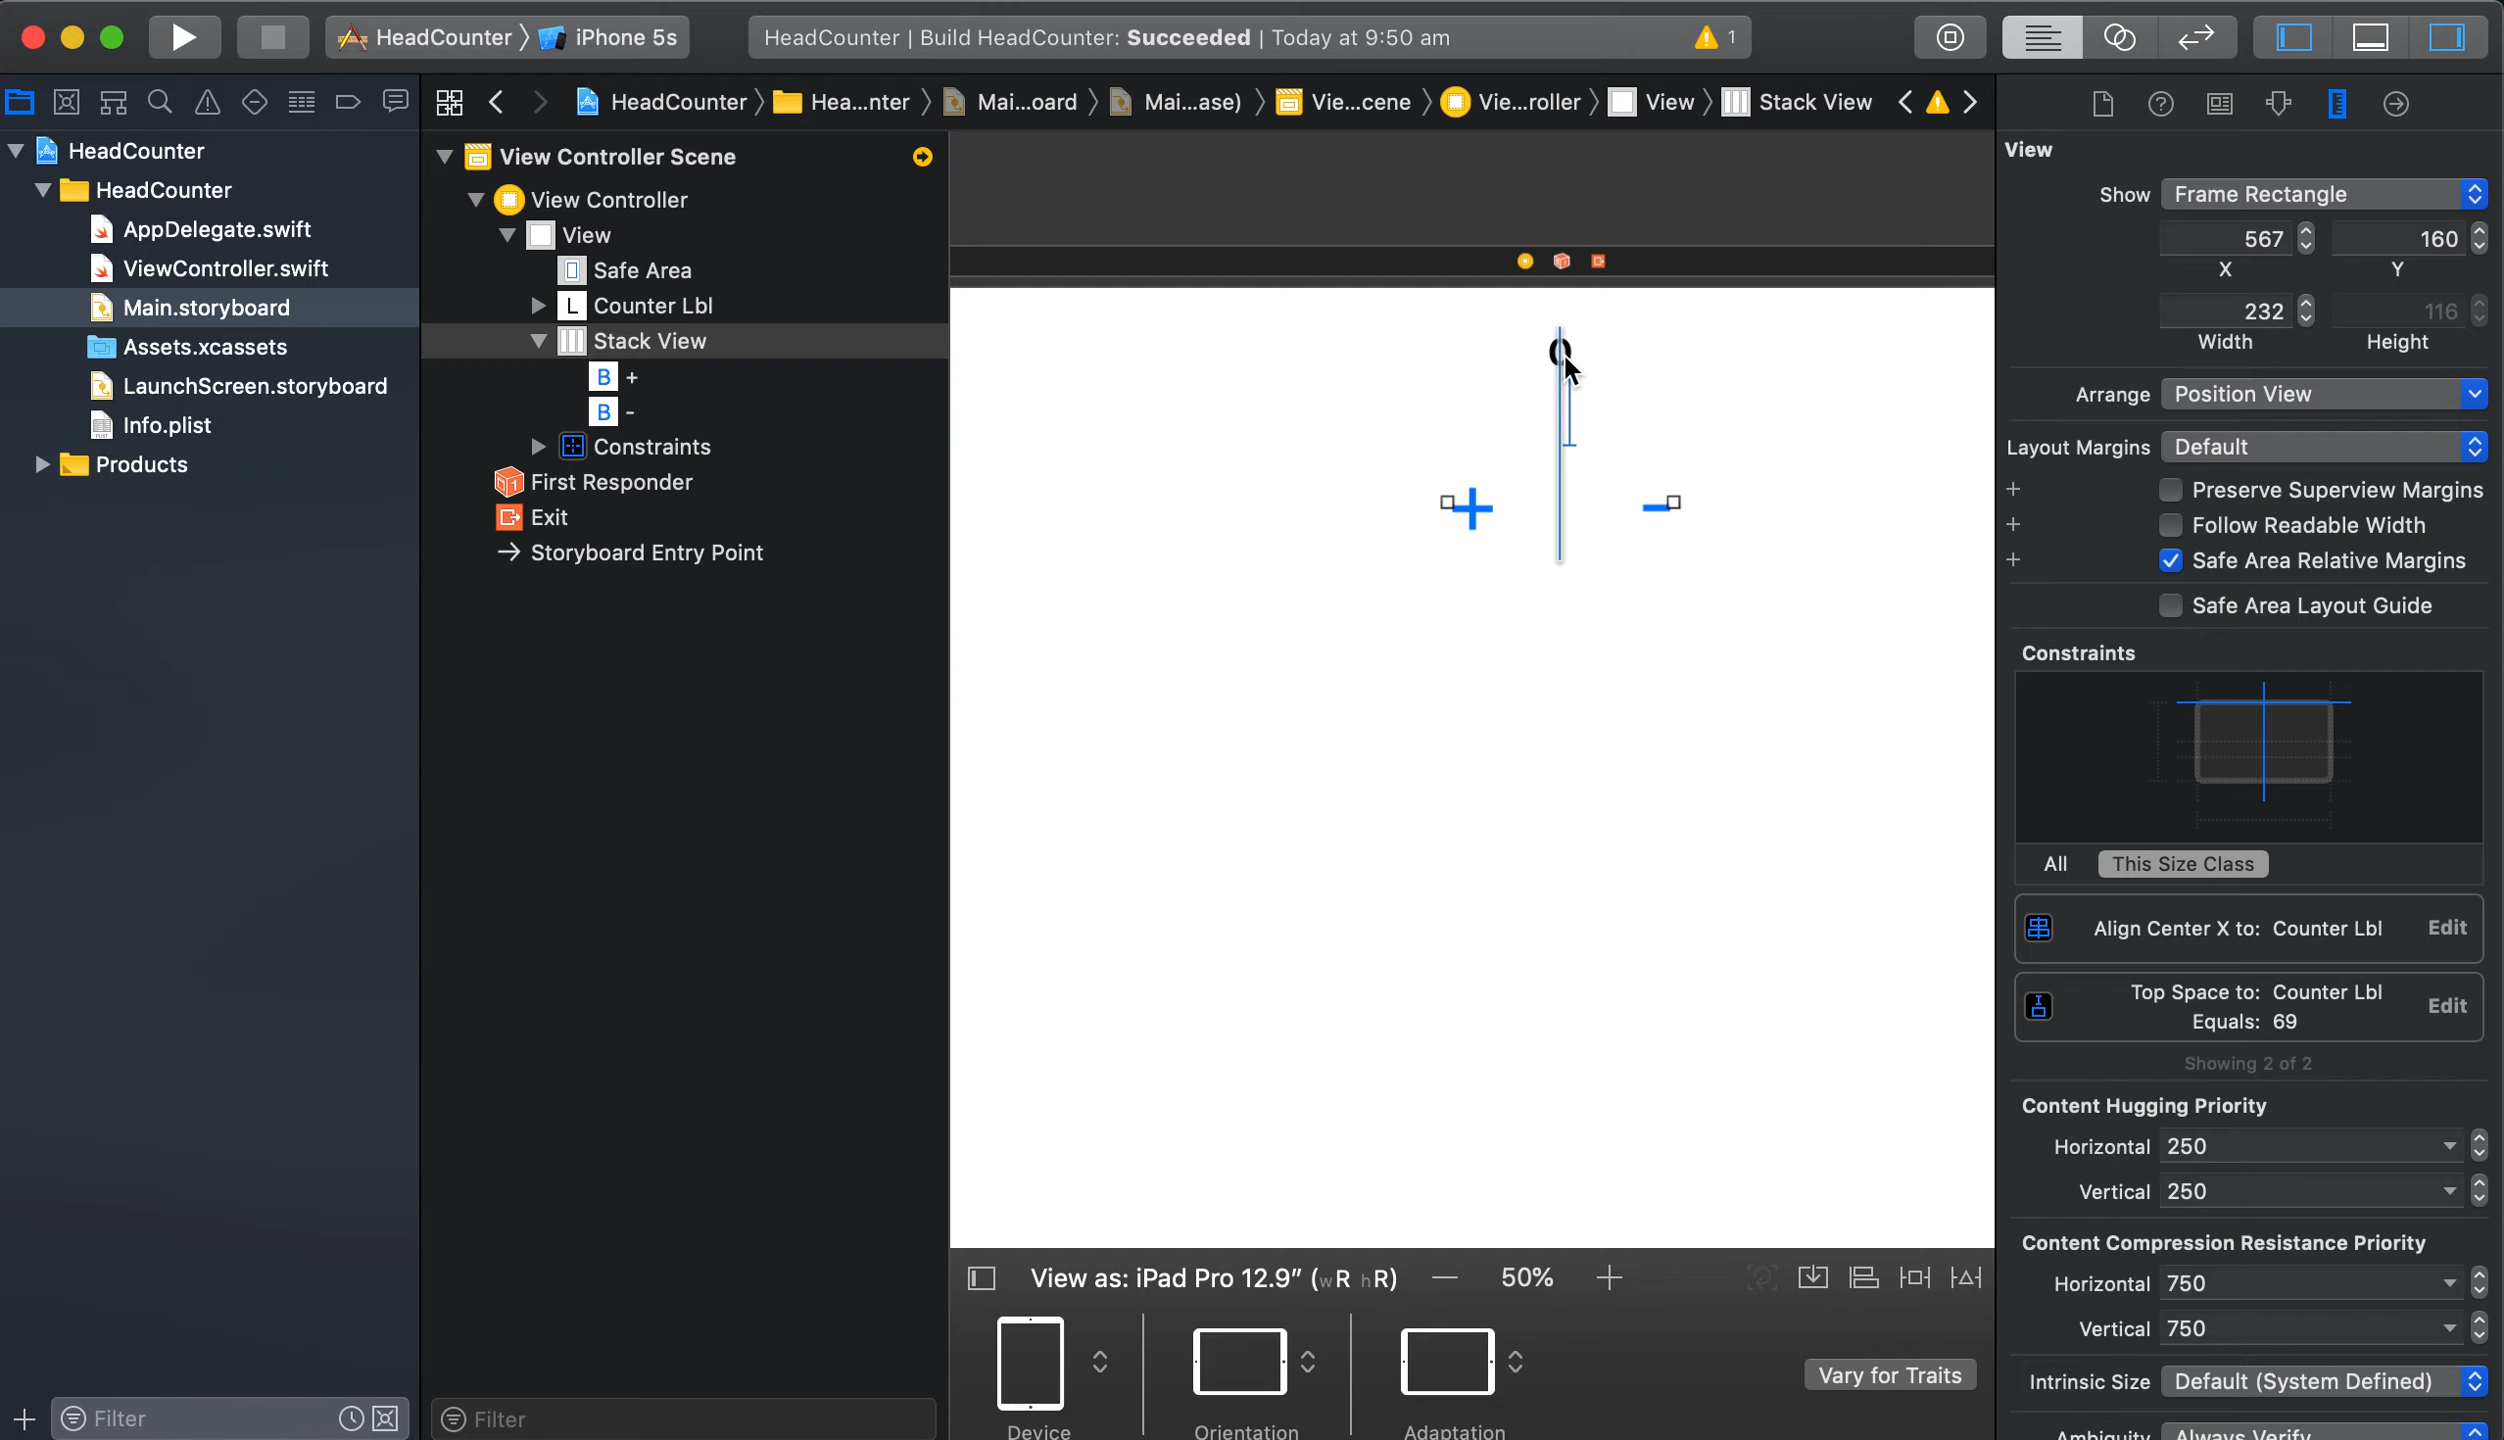 HeadCounter iPhone 5s
HeadCounter | Build HeadCounter: Succeeded | Today at 9:50 am
1
HeadCounter
Hea...nter
Mai...oard
Mai...ase)
Vie...cene
Vie...roller
View
Stack View
HeadCounter
HeadCounter
AppDelegate.swift
ViewController.swift
Main.storyboard
Assets.xcassets
LaunchScreen.storyboard
Info.plist
Products
Filter
View Controller Scene
View Controller
View
Safe Area
L Counter Lbl
Stack View
B +
B -
Constraints
First Responder
Exit
Storyboard Entry Point
Filter
0
+ -
View as: iPad Pro 12.9" (wR hR)
50%
Device
Orientation
Adaptation
Vary for Traits
View
Show Frame Rectangle
567 160
X Y
232 116
Width Height
Arrange Position View
Layout Margins Default
Preserve Superview Margins
Follow Readable Width
Safe Area Relative Margins
Safe Area Layout Guide
Constraints
All This Size Class
Align Center X to: Counter Lbl Edit
Top Space to: Counter Lbl Edit
Equals: 69
Showing 2 of 2
Content Hugging Priority
Horizontal 250
Vertical 250
Content Compression Resistance Priority
Horizontal 750
Vertical 750
Intrinsic Size Default (System Defined)
Ambiguity Always Verify